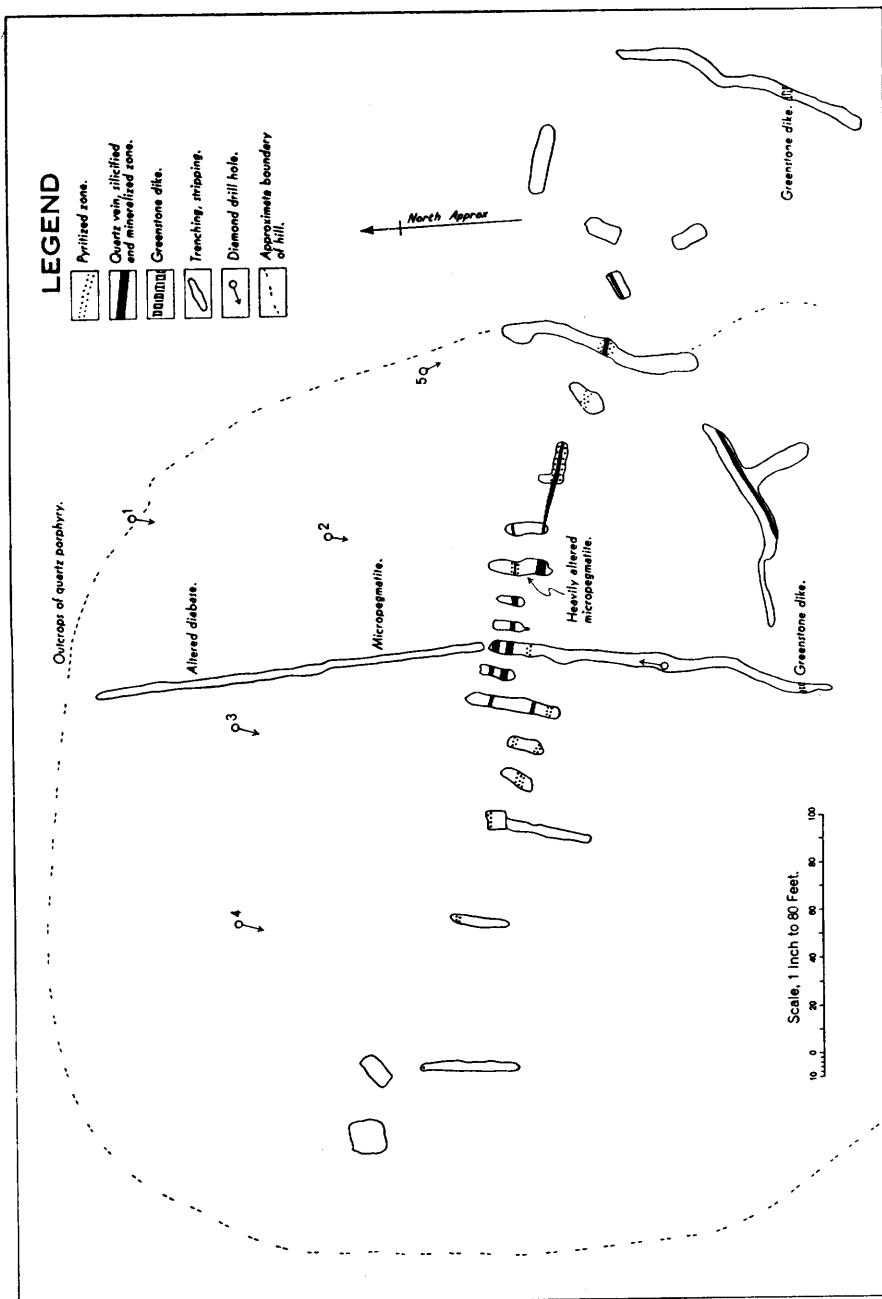 LEGEND
Pyritized zone.
Quartz vein, silicified
and mineralized zone.
Greenstone dike.
Trenching, stripping.
Diamond drill hole.
Approximate boundary
of hill.
North Approx
Outcrops of quartz porphyry.
Altered diabase.
Micropegmatite.
Heavily altered
micropegmatite.
Greenstone dike.
Greenstone dike.
1
2
3
4
5
Scale, 1 Inch to 80 Feet.
10 0 20 40 60 80 100